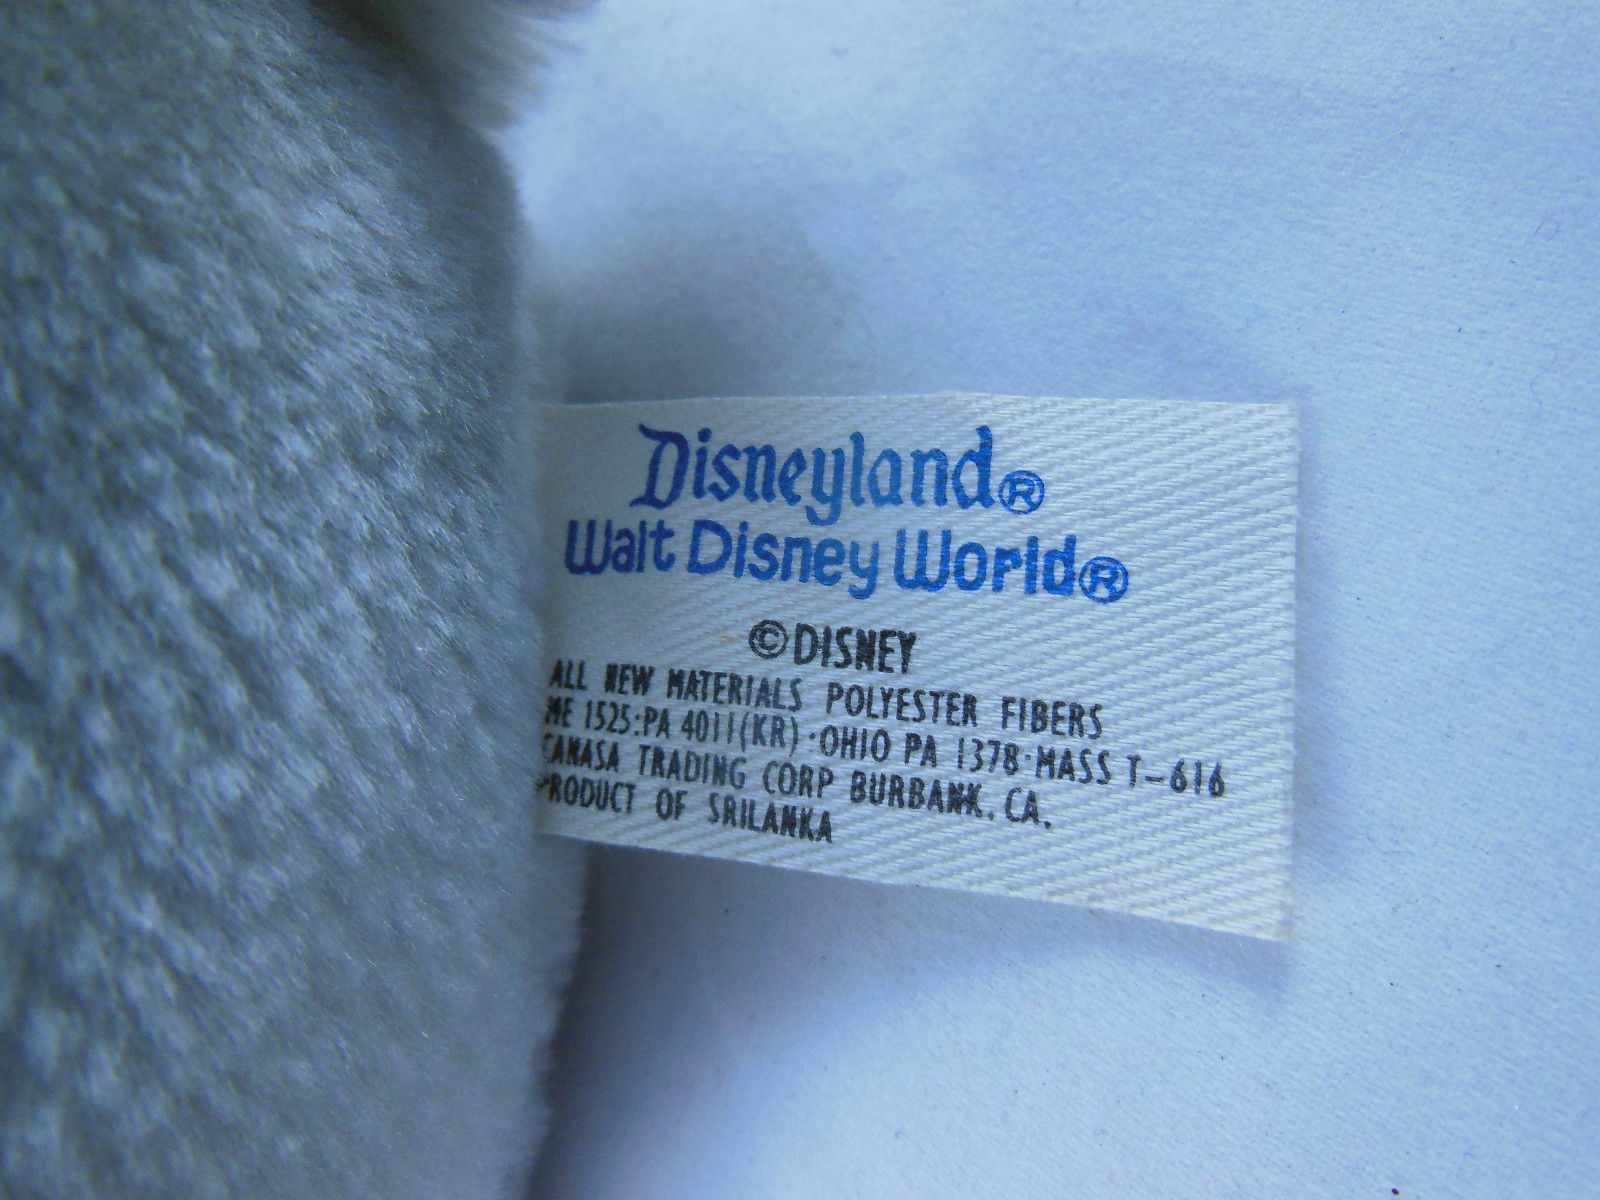 Disneyland®
Walt Disney World®
©DISNEY
ALL NEW MATERIALS POLYESTER FIBERS
ME 1525:PA 4011(KR)·OHIO PA 1378·MASS T-616
CANASA TRADING CORP BURBANK. CA.
PRODUCT OF SRILANKA